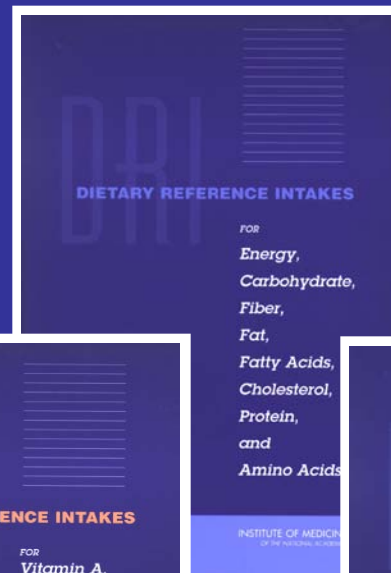 DRI
DIETARY REFERENCE INTAKES
FOR
Energy,
Carbohydrate,
Fiber,
Fat,
Fatty Acids,
Cholesterol,
Protein,
and
Amino Acids
INSTITUTE OF
ENCE INTAKES
FOR
Vitamin A,